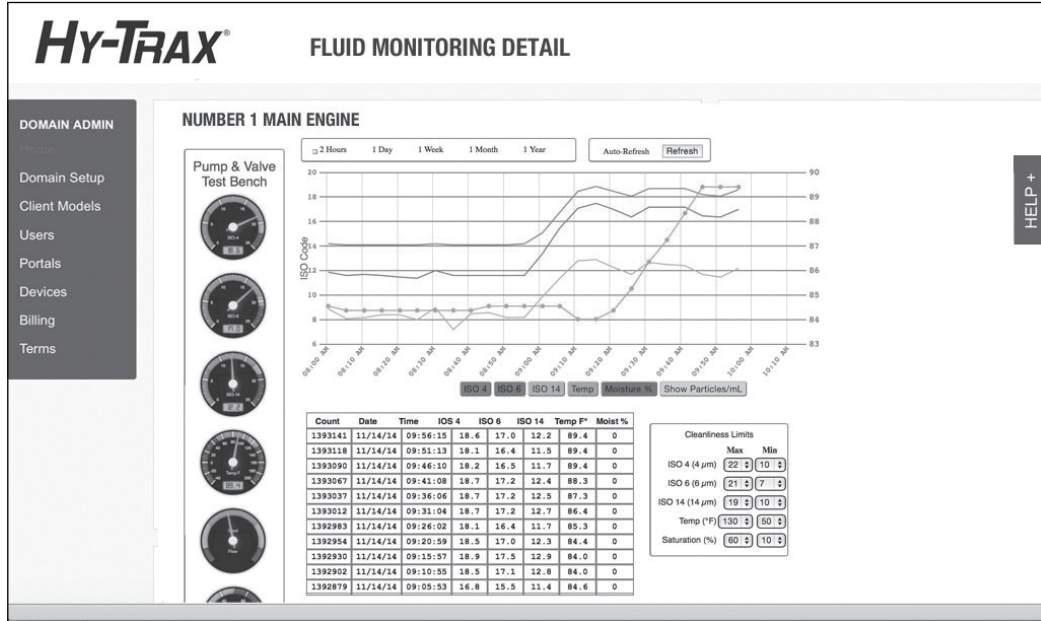 HY-TRAX®
FLUID MONITORING DETAIL
DOMAIN ADMIN
Home
Domain Setup
Client Models
Users
Portals
Devices
Billing
Terms
HELP +
NUMBER 1 MAIN ENGINE
2 Hours 1 Day 1 Week 1 Month 1 Year
Auto-Refresh Refresh
Pump & Valve
Test Bench
ISO-4
ISO-6
17.0
ISO-14
12.2
Temp F
89.4
Flow
ISO Code
20
18
16
14
12
10
8
6
90
89
88
87
86
85
84
83
08:00 AM 08:10 AM 08:20 AM 08:30 AM 08:40 AM 08:50 AM 09:00 AM 09:10 AM 09:20 AM 09:30 AM 09:40 AM 09:50 AM 10:00 AM 10:10 AM
ISO 4 ISO 6 ISO 14 Temp Moisture % Show Particles/mL
Count Date Time IOS 4 ISO 6 ISO 14 Temp F° Moist %
1393141 11/14/14 09:56:15 18.6 17.0 12.2 89.4 0
1393118 11/14/14 09:51:13 18.1 16.4 11.5 89.4 0
1393090 11/14/14 09:46:10 18.2 16.5 11.7 89.4 0
1393067 11/14/14 09:41:08 18.7 17.2 12.4 88.3 0
1393037 11/14/14 09:36:06 18.7 17.2 12.5 87.3 0
1393012 11/14/14 09:31:04 18.7 17.2 12.7 86.4 0
1392983 11/14/14 09:26:02 18.1 16.4 11.7 85.3 0
1392954 11/14/14 09:20:59 18.5 17.0 12.3 84.4 0
1392930 11/14/14 09:15:57 18.9 17.5 12.9 84.0 0
1392902 11/14/14 09:10:55 18.5 17.1 12.8 84.0 0
1392879 11/14/14 09:05:53 16.8 15.5 11.4 84.6 0
Cleanliness Limits
Max Min
ISO 4 (4 µm) 22 10
ISO 6 (6 µm) 21 7
ISO 14 (14 µm) 19 10
Temp (°F) 130 50
Saturation (%) 60 10